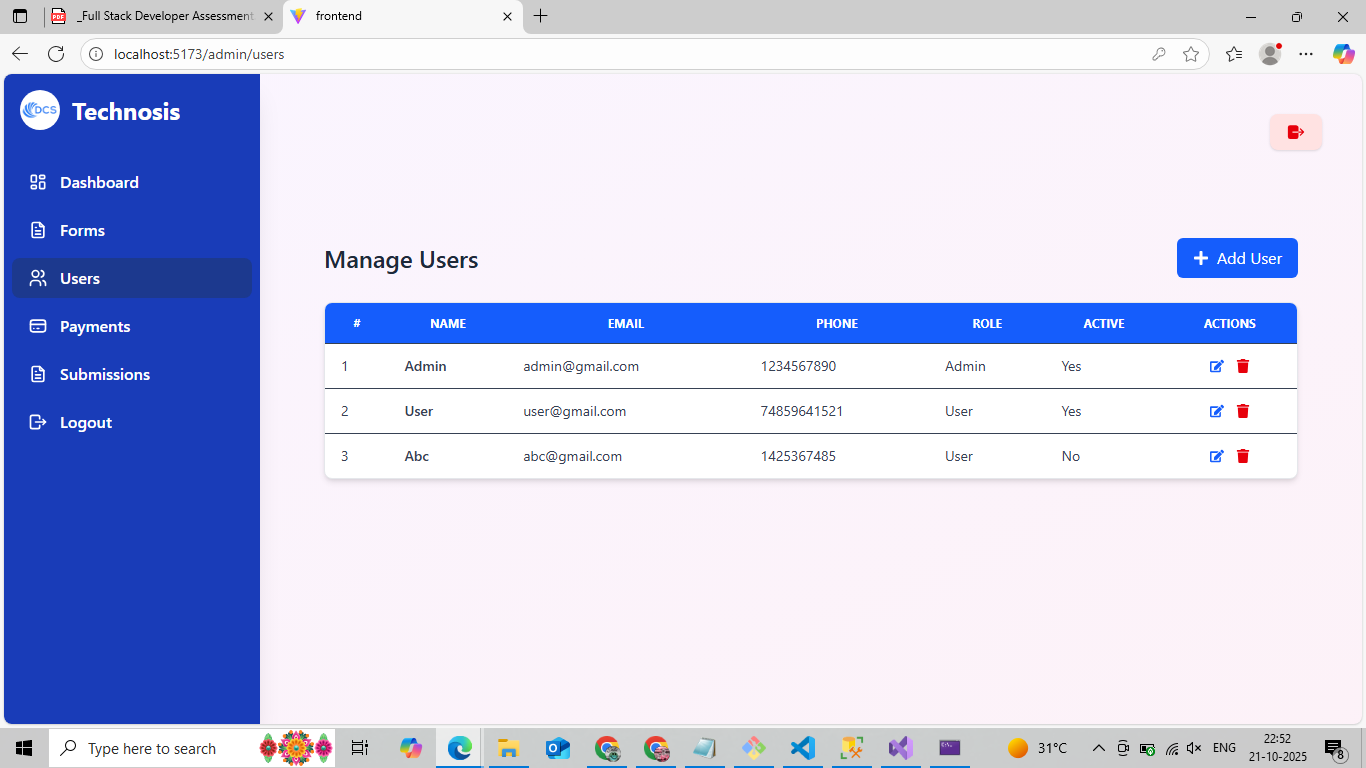 _Full Stack Developer Assessment
frontend
localhost:5173/admin/users
DCS
Technosis
Dashboard
Forms
Users
Payments
Submissions
Logout
Manage Users
Add User
# NAME EMAIL PHONE ROLE ACTIVE ACTIONS
1 Admin admin@gmail.com 1234567890 Admin Yes
2 User user@gmail.com 74859641521 User Yes
3 Abc abc@gmail.com 1425367485 User No
Type here to search
31°C
ENG
22:52
21-10-2025
8